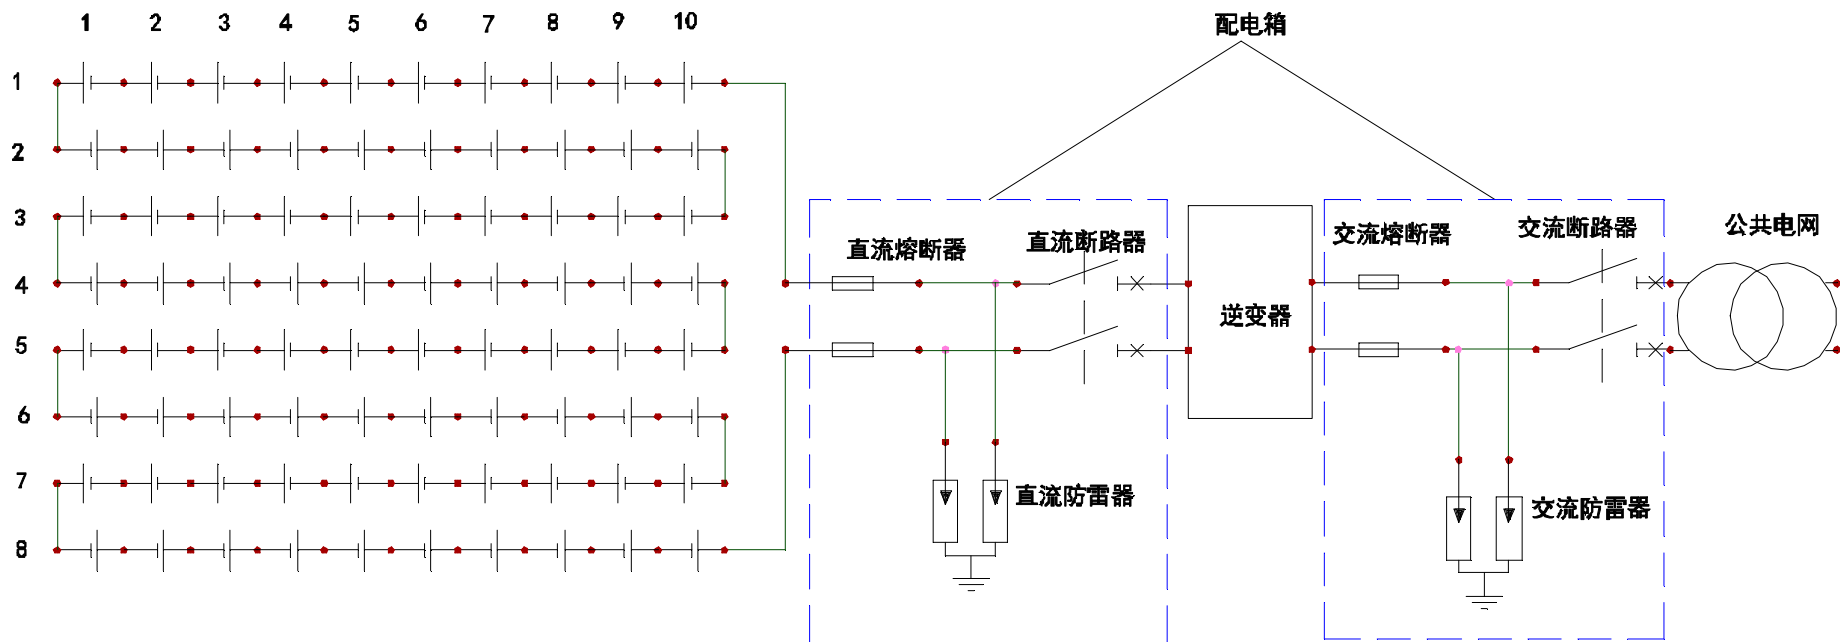 1 2 3 4 5 6 7 8 9 10
配电箱
1
2
3
4
5
6
7
8
直流熔断器
直流断路器
逆变器
交流熔断器
交流断路器
公共电网
直流防雷器
交流防雷器